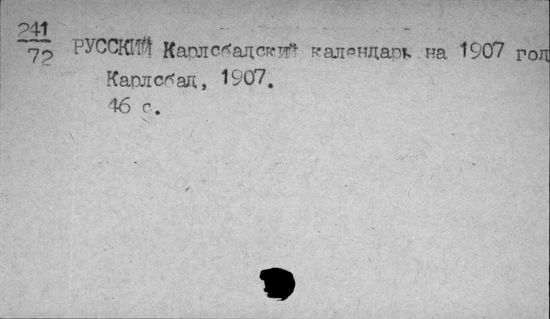 241
72
РУССКИЙ Карлсбадский календарь на 1907 год
Карлсбад, 1907.
46 с.